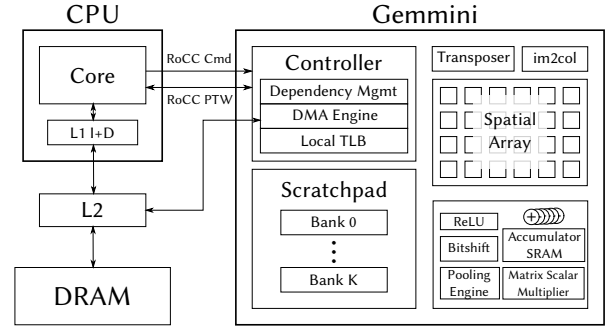 CPU
Gemmini
Core
L1 I+D
L2
DRAM
RoCC Cmd
RoCC PTW
Controller
Dependency Mgmt
DMA Engine
Local TLB
Scratchpad
Bank 0
Bank K
Transposer
im2col
Spatial
Array
ReLU
Bitshift
Accumulator
SRAM
Pooling
Engine
Matrix Scalar
Multiplier